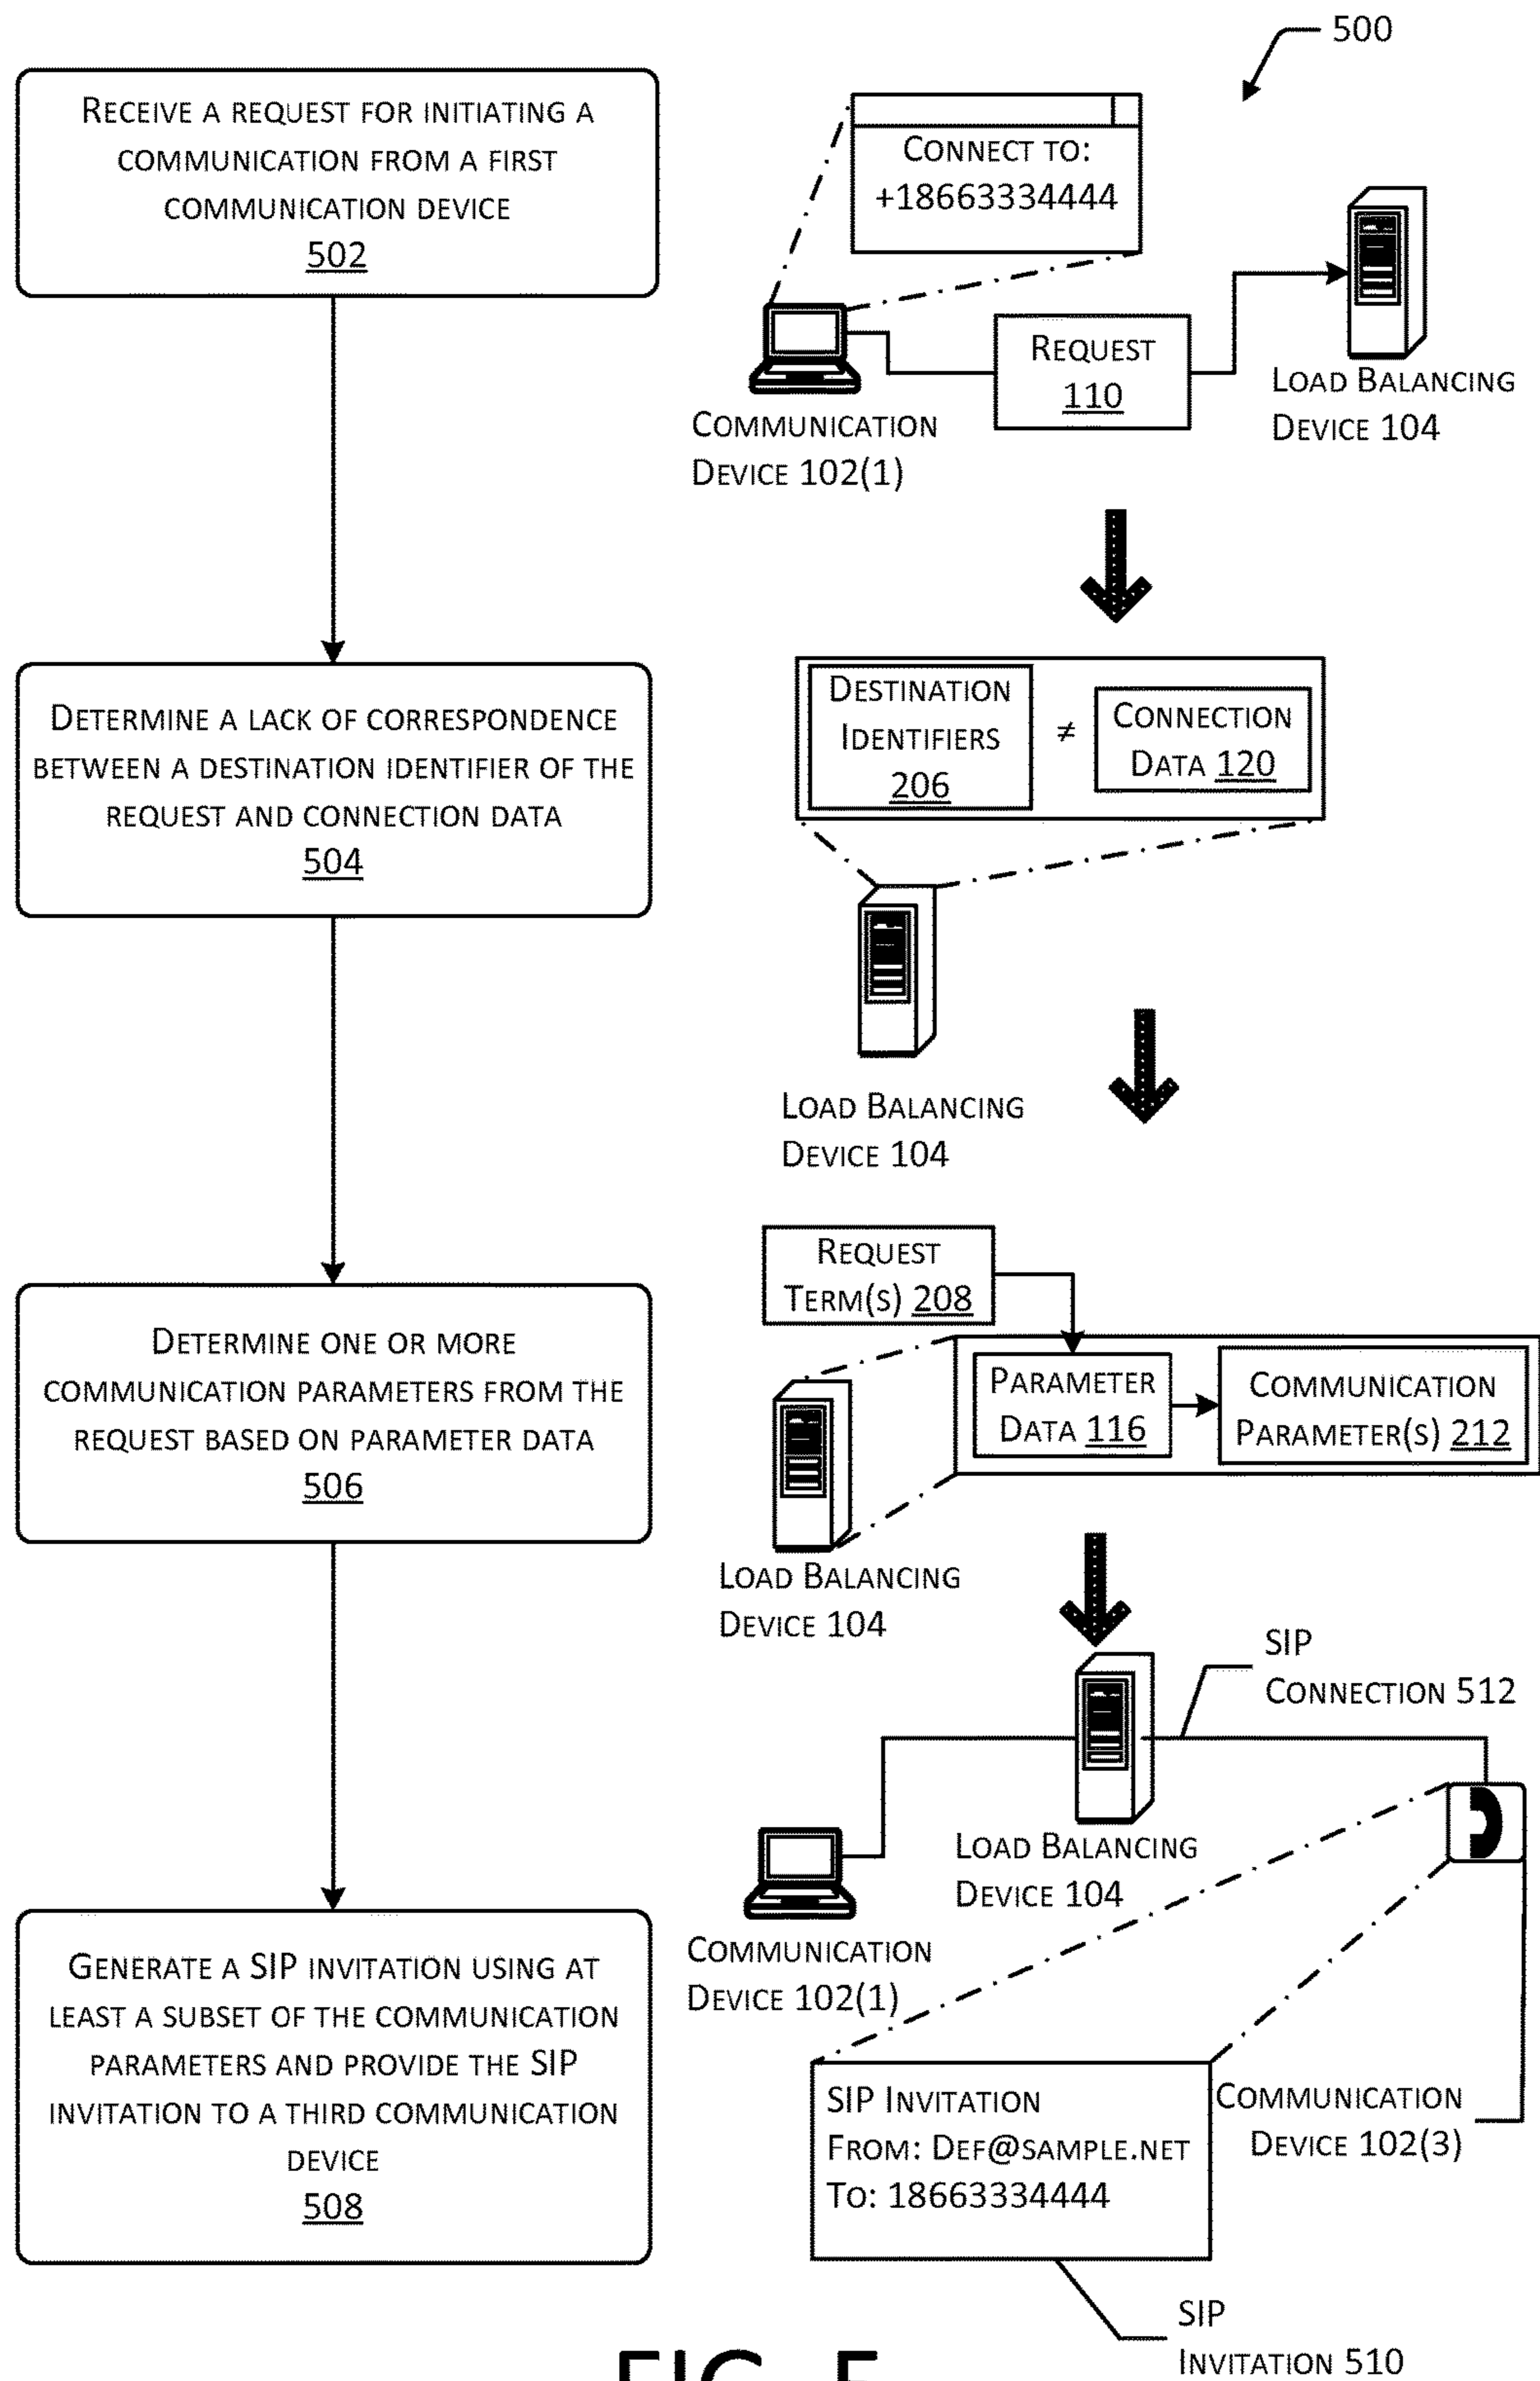 500
RECEIVE A REQUEST FOR INITIATING A
COMMUNICATION FROM A FIRST
COMMUNICATION DEVICE
502
CONNECT TO:
+18663334444
REQUEST
110
LOAD BALANCING
DEVICE 104
COMMUNICATION
DEVICE 102(1)
DETERMINE A LACK OF CORRESPONDENCE
BETWEEN A DESTINATION IDENTIFIER OF THE
REQUEST AND CONNECTION DATA
504
DESTINATION
IDENTIFIERS
206
≠
CONNECTION
DATA 120
LOAD BALANCING
DEVICE 104
DETERMINE ONE OR MORE
COMMUNICATION PARAMETERS FROM THE
REQUEST BASED ON PARAMETER DATA
506
REQUEST
TERM(S) 208
PARAMETER
DATA 116
COMMUNICATION
PARAMETER(S) 212
LOAD BALANCING
DEVICE 104
SIP
CONNECTION 512
LOAD BALANCING
DEVICE 104
COMMUNICATION
DEVICE 102(1)
GENERATE A SIP INVITATION USING AT
LEAST A SUBSET OF THE COMMUNICATION
PARAMETERS AND PROVIDE THE SIP
INVITATION TO A THIRD COMMUNICATION
DEVICE
508
SIP INVITATION
FROM: DEF@SAMPLE.NET
TO: 18663334444
COMMUNICATION
DEVICE 102(3)
SIP
INVITATION 510
FIG. 5